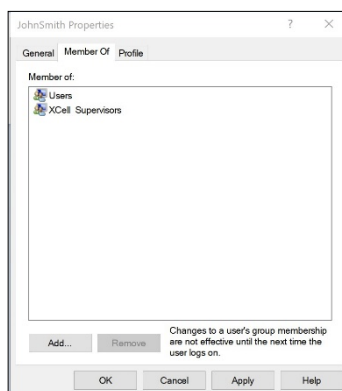 JohnSmith Properties ?
General Member Of Profile
Member of:
Users
XCell Supervisors
Add... Remove
Changes to a user's group membership
are not effective until the next time the
user logs on.
OK Cancel Apply Help